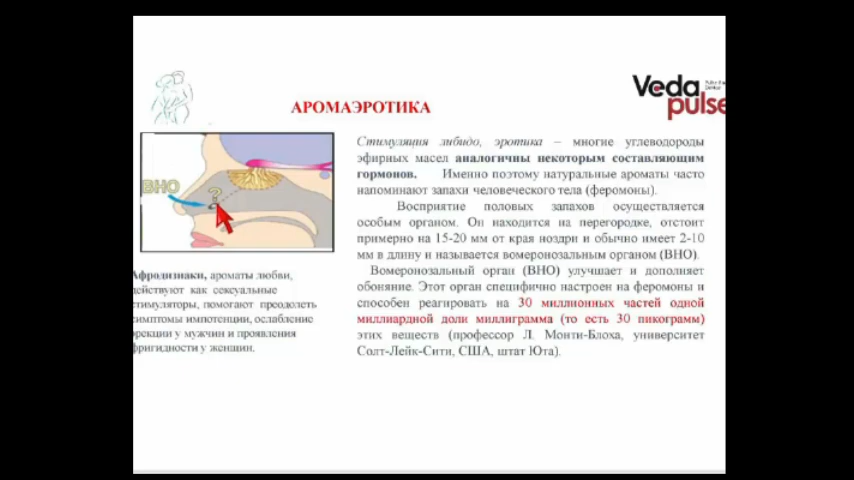 Veda
pulse
АРОМАЭРОТИКА
Стимуляция либидо, эротика – многие углеводороды
эфирных масел аналогичны некоторым составляющим
гормонов. Именно поэтому натуральные ароматы часто
напоминают запахи человеческого тела (феромоны).
Восприятие половых запахов осуществляется
особым органом. Он находится на перегородке, отстоит
примерно на 15-20 мм от края ноздри и обычно имеет 2-10
мм в длину и называется вомероназальным органом (ВНО).
Вомероназальный орган (ВНО) улучшает и дополняет
обоняние. Этот орган специфично настроен на феромоны и
способен реагировать на 30 миллионных частей одной
миллиардной доли миллиграмма (то есть 30 пикограмм)
этих веществ (профессор Л. Монти-Блоха, университет
Солт-Лейк-Сити, США, штат Юта).
ВНО
?
Афродизиаки, ароматы любви,
действуют как сексуальные
стимуляторы, помогают преодолеть
симптомы импотенции, ослабление
эрекции у мужчин и проявления
фригидности у женщин.